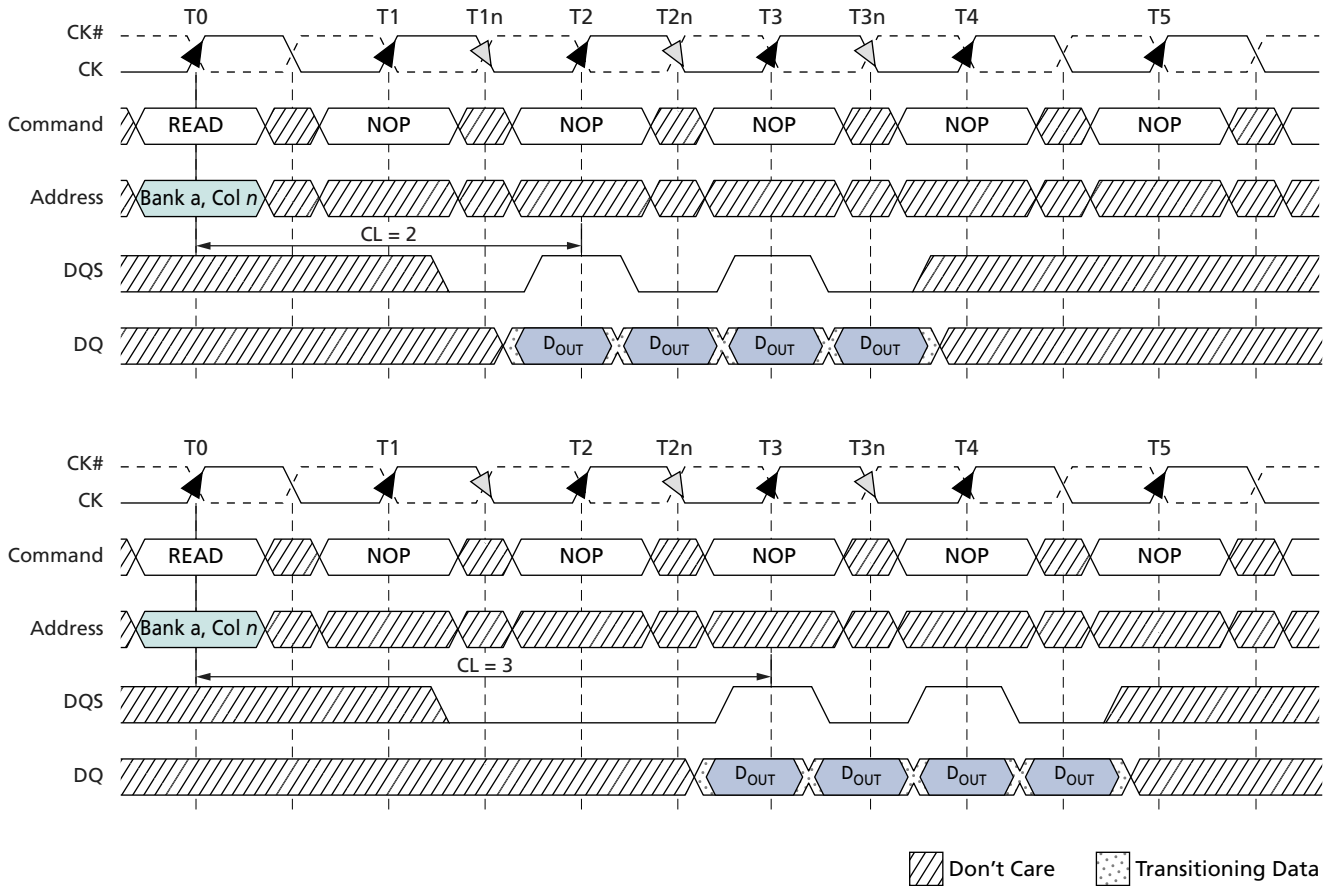 T0 T1 T1n T2 T2n T3 T3n T4 T5
CK#
CK
Command READ NOP NOP NOP NOP NOP
Address Bank a, Col n
CL = 2
DQS
DQ DOUT DOUT DOUT DOUT
T0 T1 T1n T2 T2n T3 T3n T4 T5
CK#
CK
Command READ NOP NOP NOP NOP NOP
Address Bank a, Col n
CL = 3
DQS
DQ DOUT DOUT DOUT DOUT
Don't Care Transitioning Data